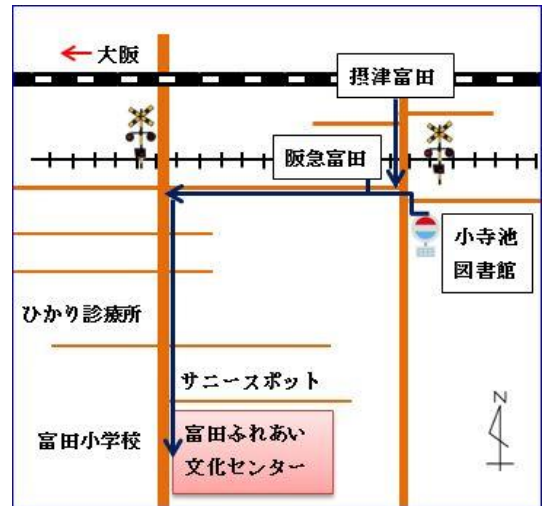 大阪
摂津富田
阪急富田
小寺池
図書館
ひかり診療所
サニースポット
富田小学校
富田ふれあい
文化センター
N